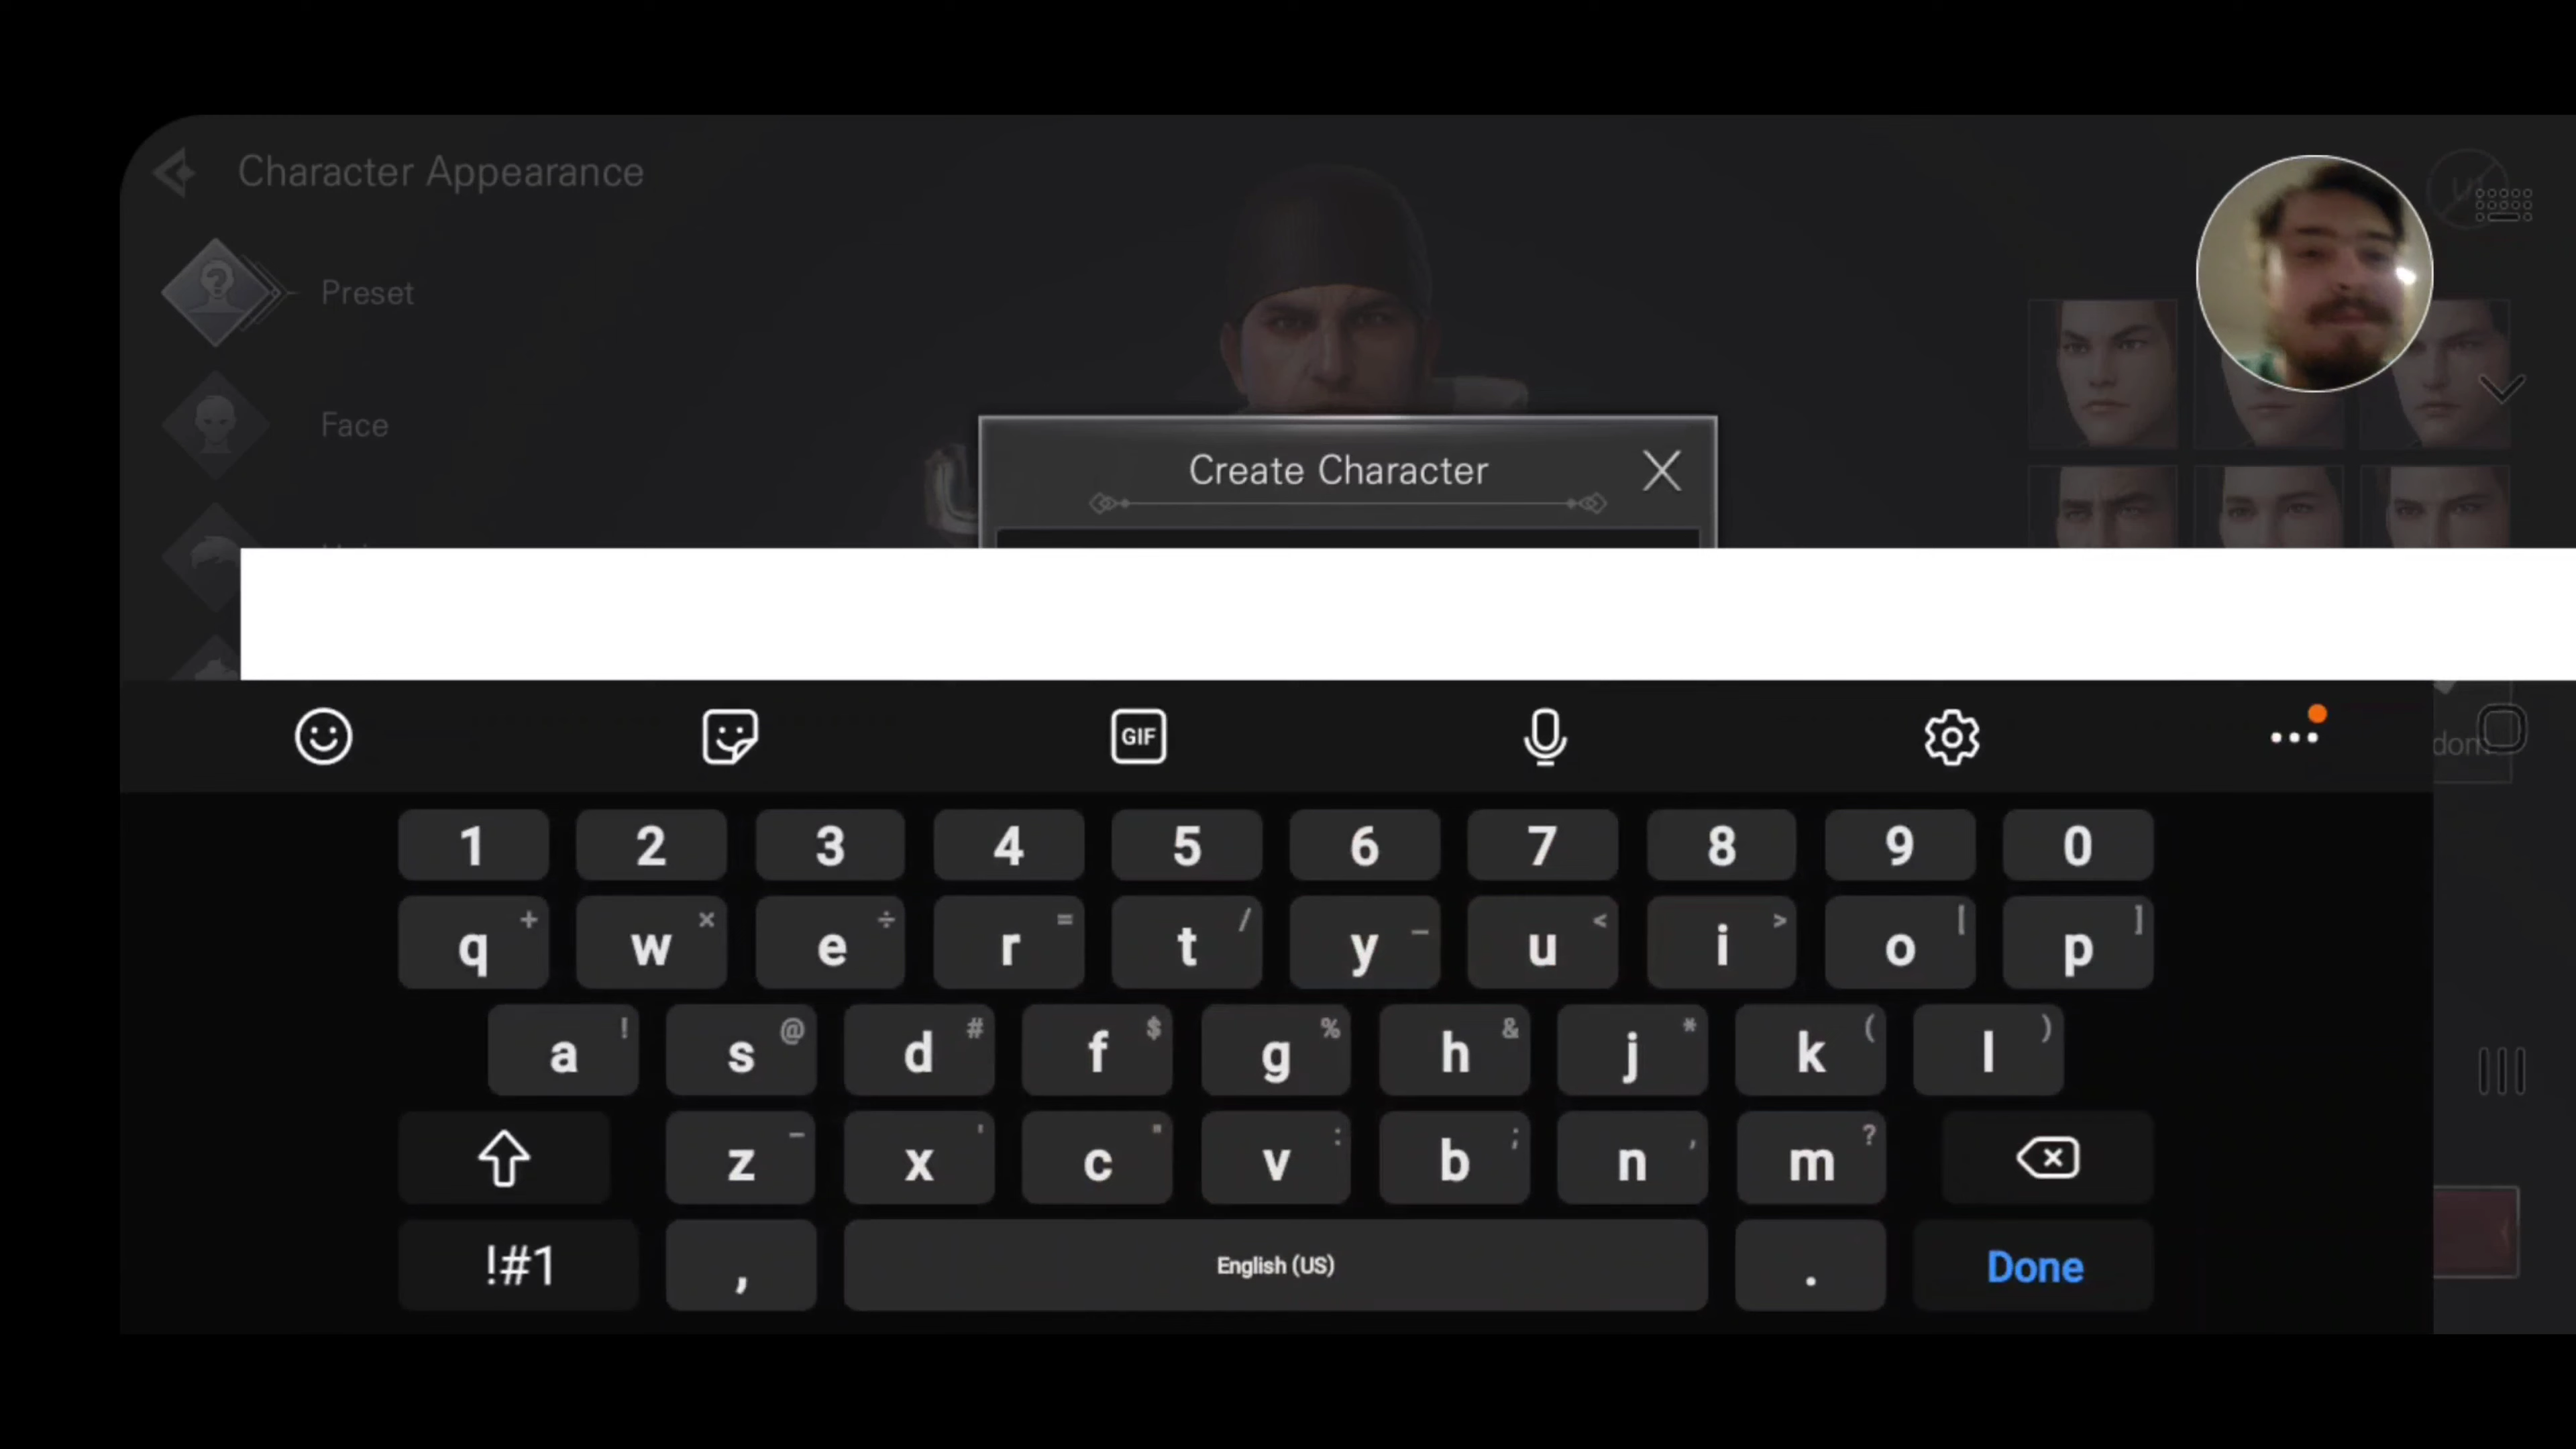 Character Appearance
Preset
Face
Create Character
GIF
1 2 3 4 5 6 7 8 9 0
q + w × e ÷ r = t / y _ u < i > o [ p ]
a ! s @ d # f $ g % h & j * k ( l )
z - x ' c " v : b ; n , m ?
!#1 , English (US) . Done